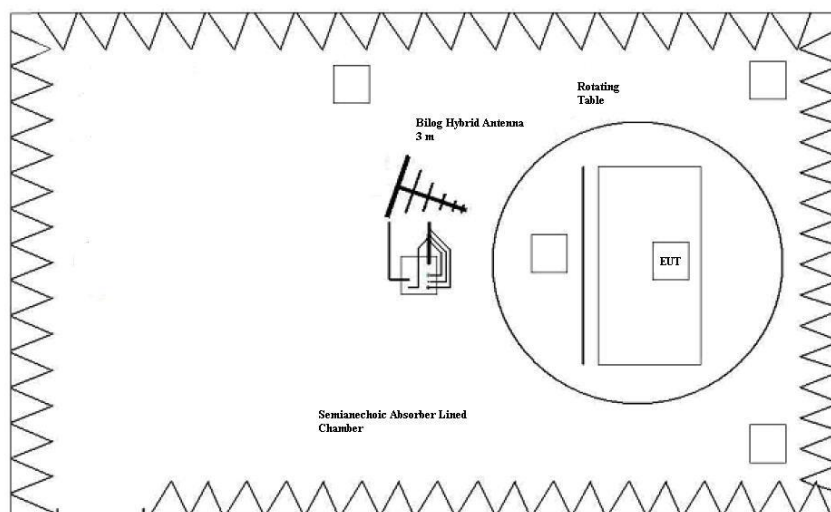 Rotating
Table
Bilog Hybrid Antenna
3 m
EUT
Semianechoic Absorber Lined
Chamber